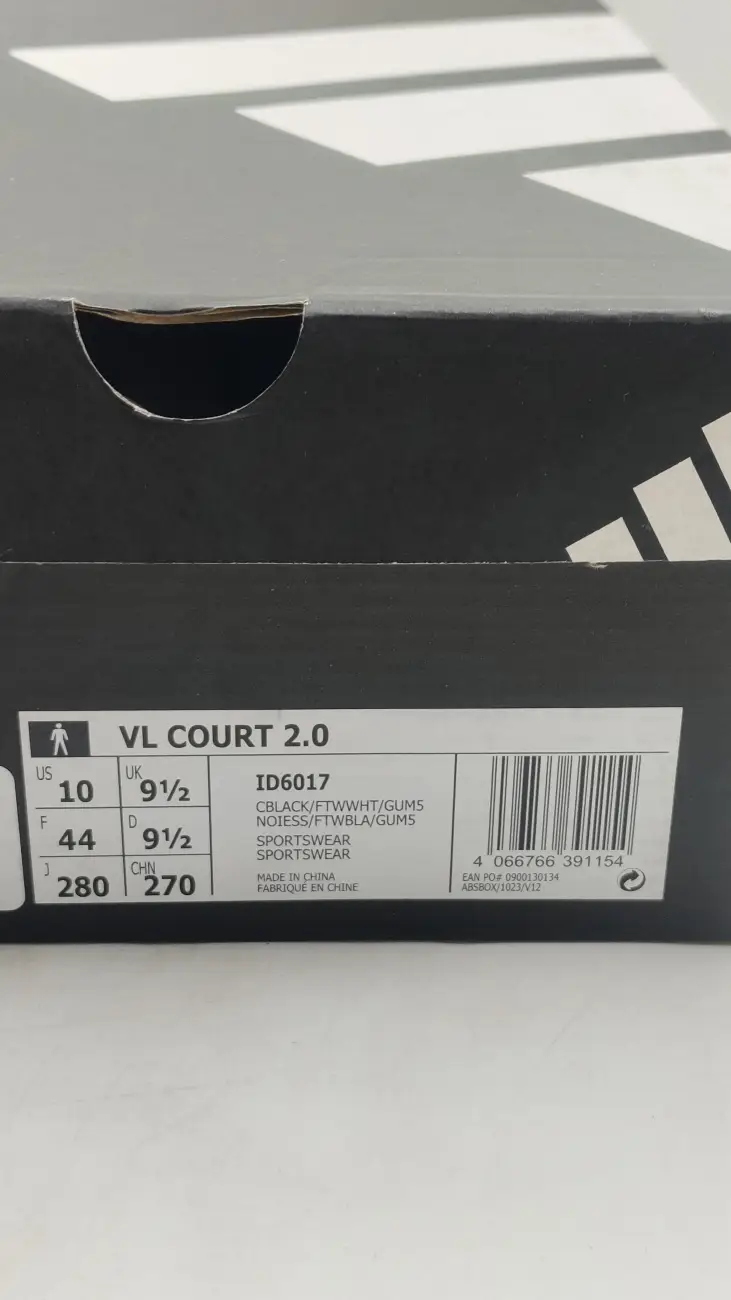 VL COURT 2.0
US 10 UK 9½
F 44 D 9½
J 280 CHN 270
ID6017
CBLACK/FTWWHT/GUM5
NOIESS/FTWBLA/GUM5
SPORTSWEAR
SPORTSWEAR
MADE IN CHINA
FABRIQUÉ EN CHINE
4 066766 391154
EAN PO# 0900130134
ABSBOX/1023/V12